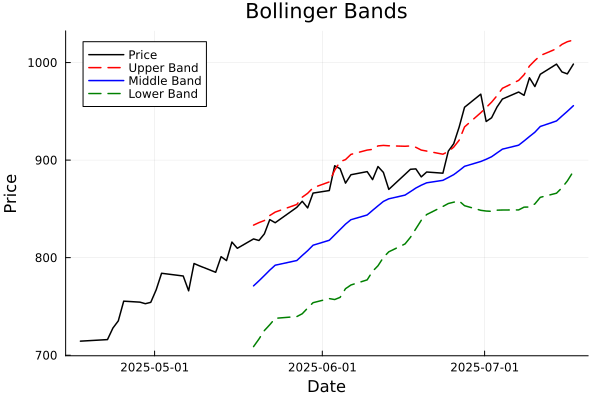 Bollinger Bands
Price
Upper Band
Middle Band
Lower Band
1000
900
800
700
Price
2025-05-01 2025-06-01 2025-07-01
Date